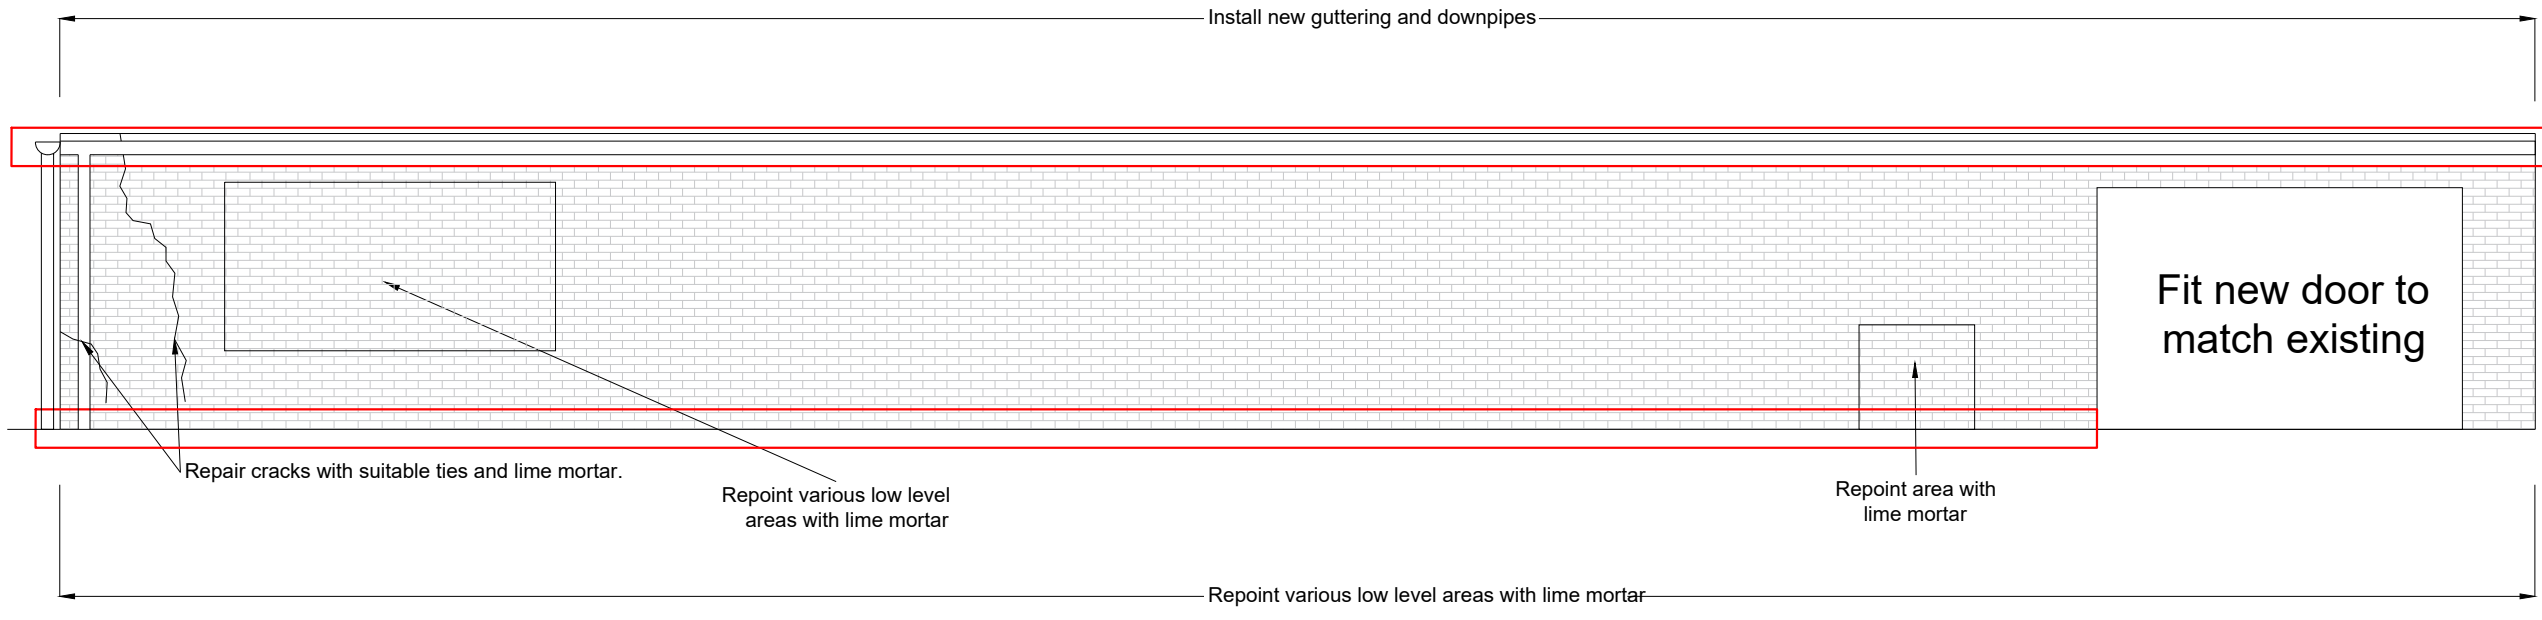 Install new guttering and downpipes
Fit new door to
match existing
Repair cracks with suitable ties and lime mortar.
Repoint various low level
areas with lime mortar
Repoint area with
lime mortar
Repoint various low level areas with lime mortar